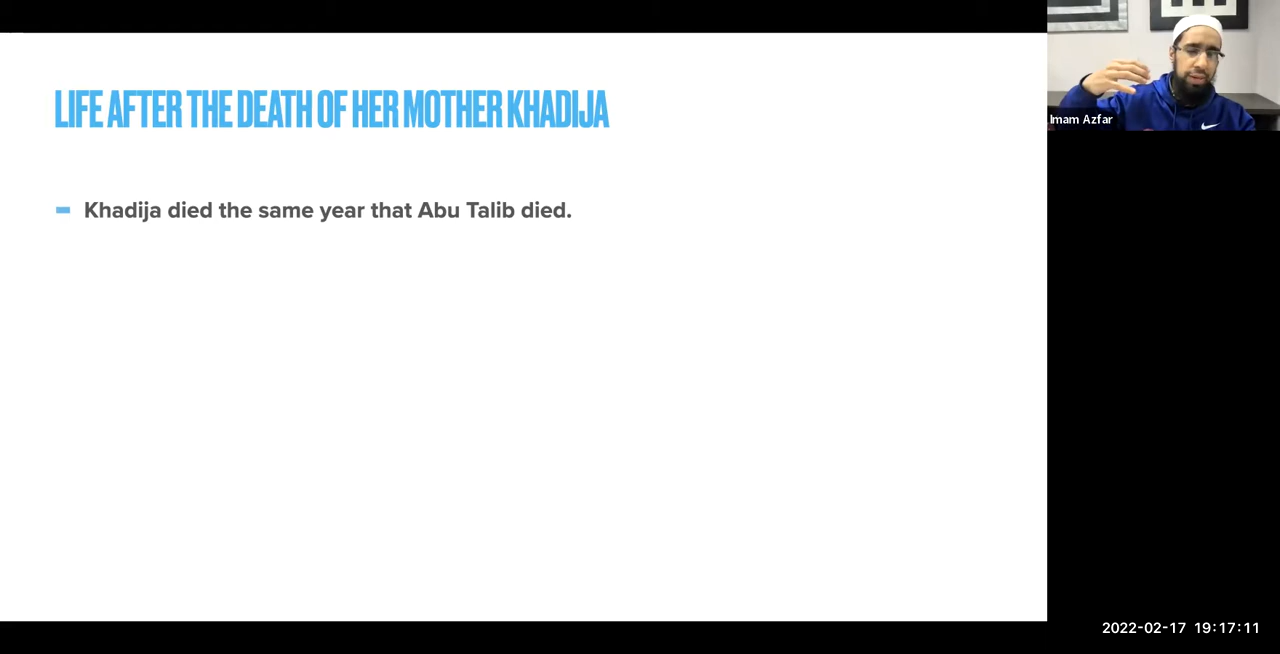 LIFE AFTER THE DEATH OF HER MOTHER KHADIJA
Khadija died the same year that Abu Talib died.
Imam Azfar
2022-02-17 19:17:11